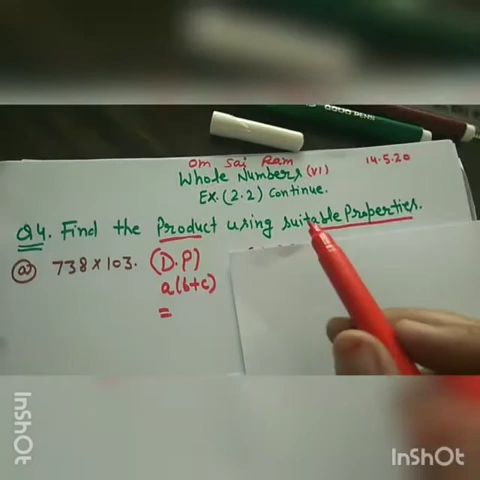 Om Sai Ram
14.5.20
Whole Numbers (VI)
Ex. (2.2) Continue.
Q4. Find the Product using suitable Properties.
(a) 738 × 103. (D.P)
a(b+c)
=
InShOt
InShOt